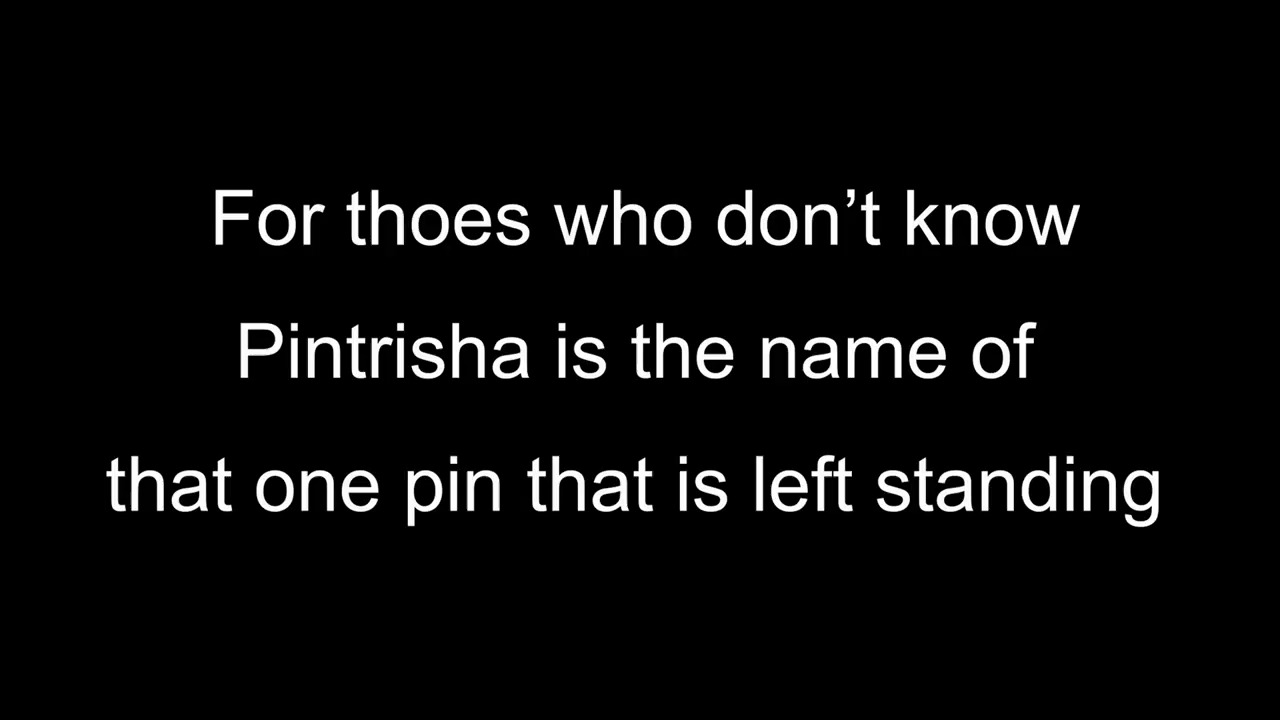 For thoes who don’t know
Pintrisha is the name of
that one pin that is left standing